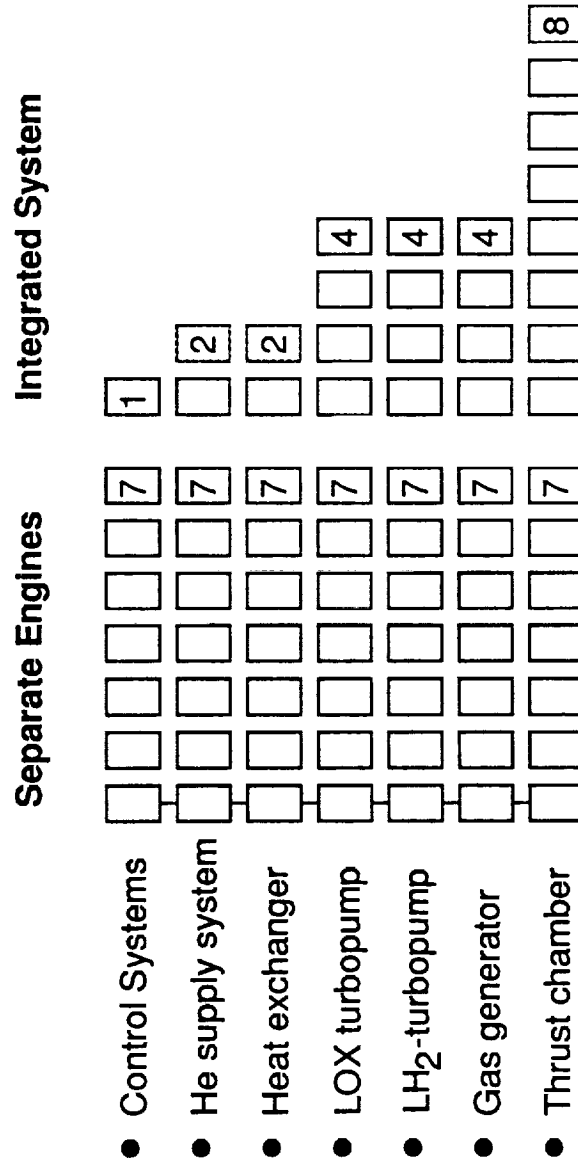 Separate Engines Integrated System
● Control Systems 7 1
● He supply system 7 2
● Heat exchanger 7 2
● LOX turbopump 7 4
● LH2-turbopump 7 4
● Gas generator 7 4
● Thrust chamber 7 8